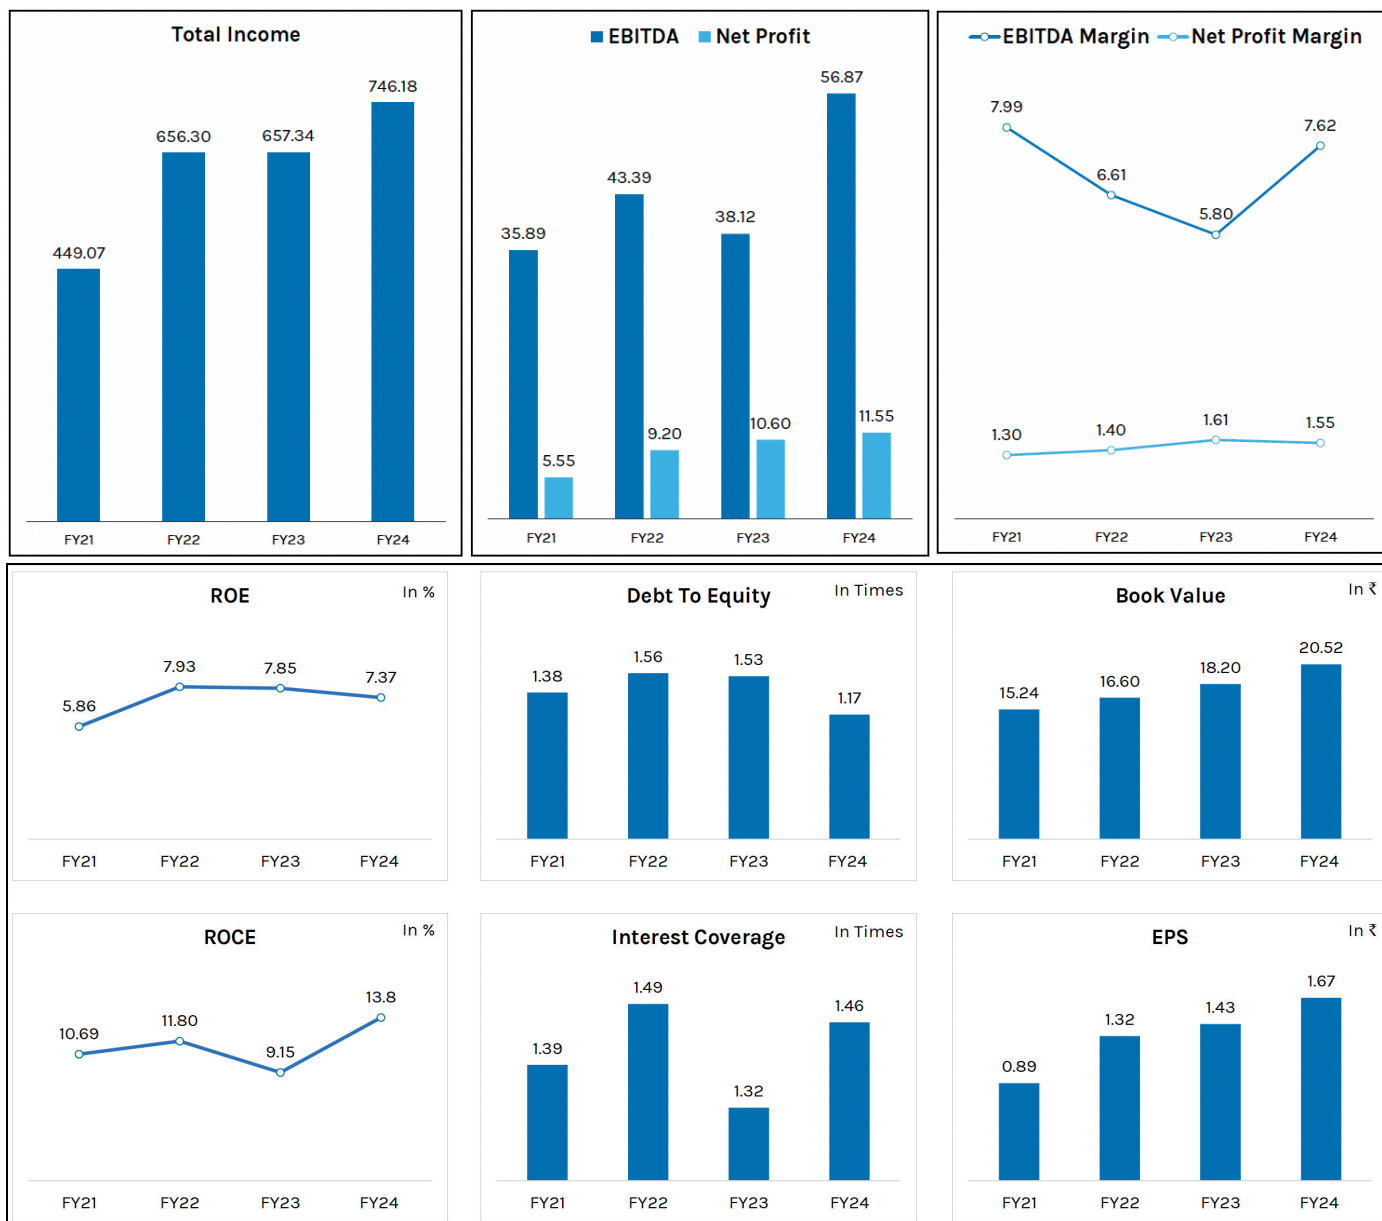 Total Income
746.18
656.30
657.34
449.07
FY21 FY22 FY23 FY24
EBITDA Net Profit
56.87
43.39
38.12
35.89
11.55
10.60
9.20
5.55
FY21 FY22 FY23 FY24
EBITDA Margin Net Profit Margin
7.99
7.62
6.61
5.80
1.30 1.40 1.61 1.55
FY21 FY22 FY23 FY24
ROE In %
5.86 7.93 7.85 7.37
FY21 FY22 FY23 FY24
Debt To Equity In Times
1.38 1.56 1.53 1.17
FY21 FY22 FY23 FY24
Book Value In ₹
15.24 16.60 18.20 20.52
FY21 FY22 FY23 FY24
ROCE In %
10.69 11.80 9.15 13.8
FY21 FY22 FY23 FY24
Interest Coverage In Times
1.39 1.49 1.32 1.46
FY21 FY22 FY23 FY24
EPS In ₹
0.89 1.32 1.43 1.67
FY21 FY22 FY23 FY24